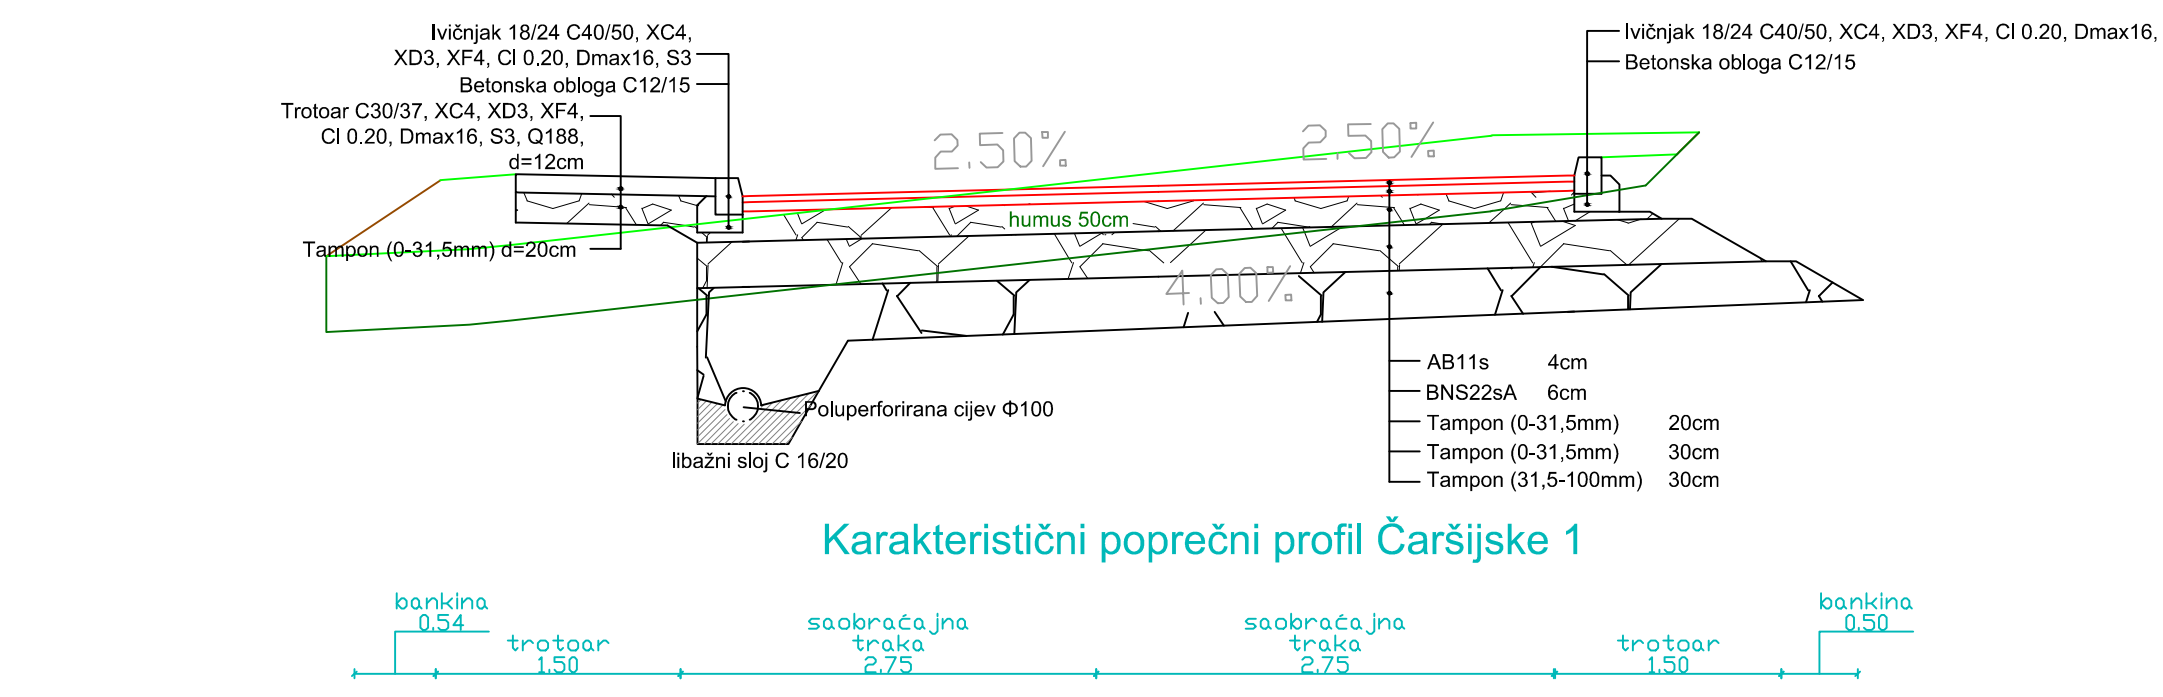 Ivičnjak 18/24 C40/50, XC4,
XD3, XF4, Cl 0.20, Dmax16, S3
Betonska obloga C12/15
Trotoar C30/37, XC4, XD3, XF4,
Cl 0.20, Dmax16, S3, Q188,
d=12cm
Tampon (0-31,5mm) d=20cm
Ivičnjak 18/24 C40/50, XC4, XD3, XF4, Cl 0.20, Dmax16,
Betonska obloga C12/15
2.50%
2.50%
humus 50cm
4.00%
AB11s 4cm
BNS22sA 6cm
Tampon (0-31,5mm) 20cm
Tampon (0-31,5mm) 30cm
Tampon (31,5-100mm) 30cm
Poluperforirana cijev Φ100
libažni sloj C 16/20
Karakteristični poprečni profil Čaršijske 1
bankina
0.54
trotoar
1.50
saobraćajna
traka
2.75
saobraćajna
traka
2.75
trotoar
1.50
bankina
0.50